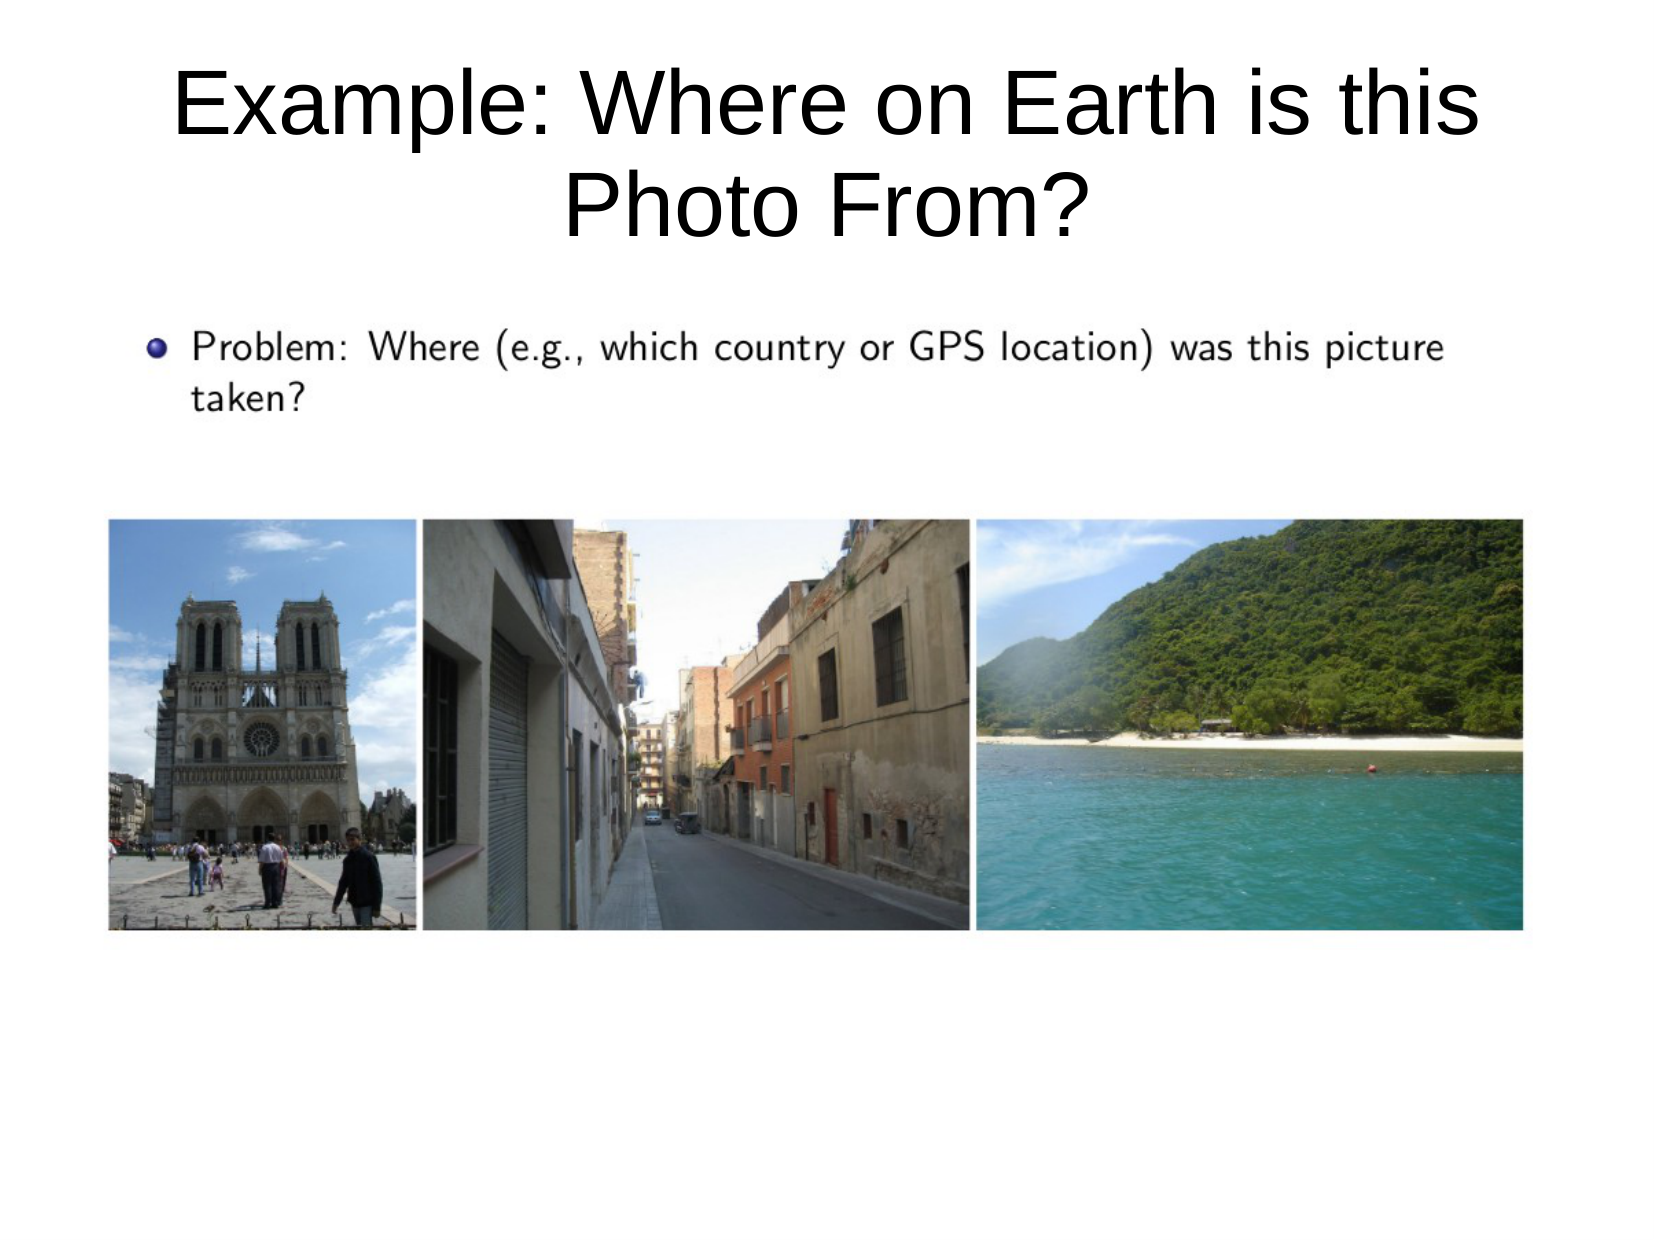 Example: Where on Earth is this
Photo From?
Problem: Where (e.g., which country or GPS location) was this picture
taken?